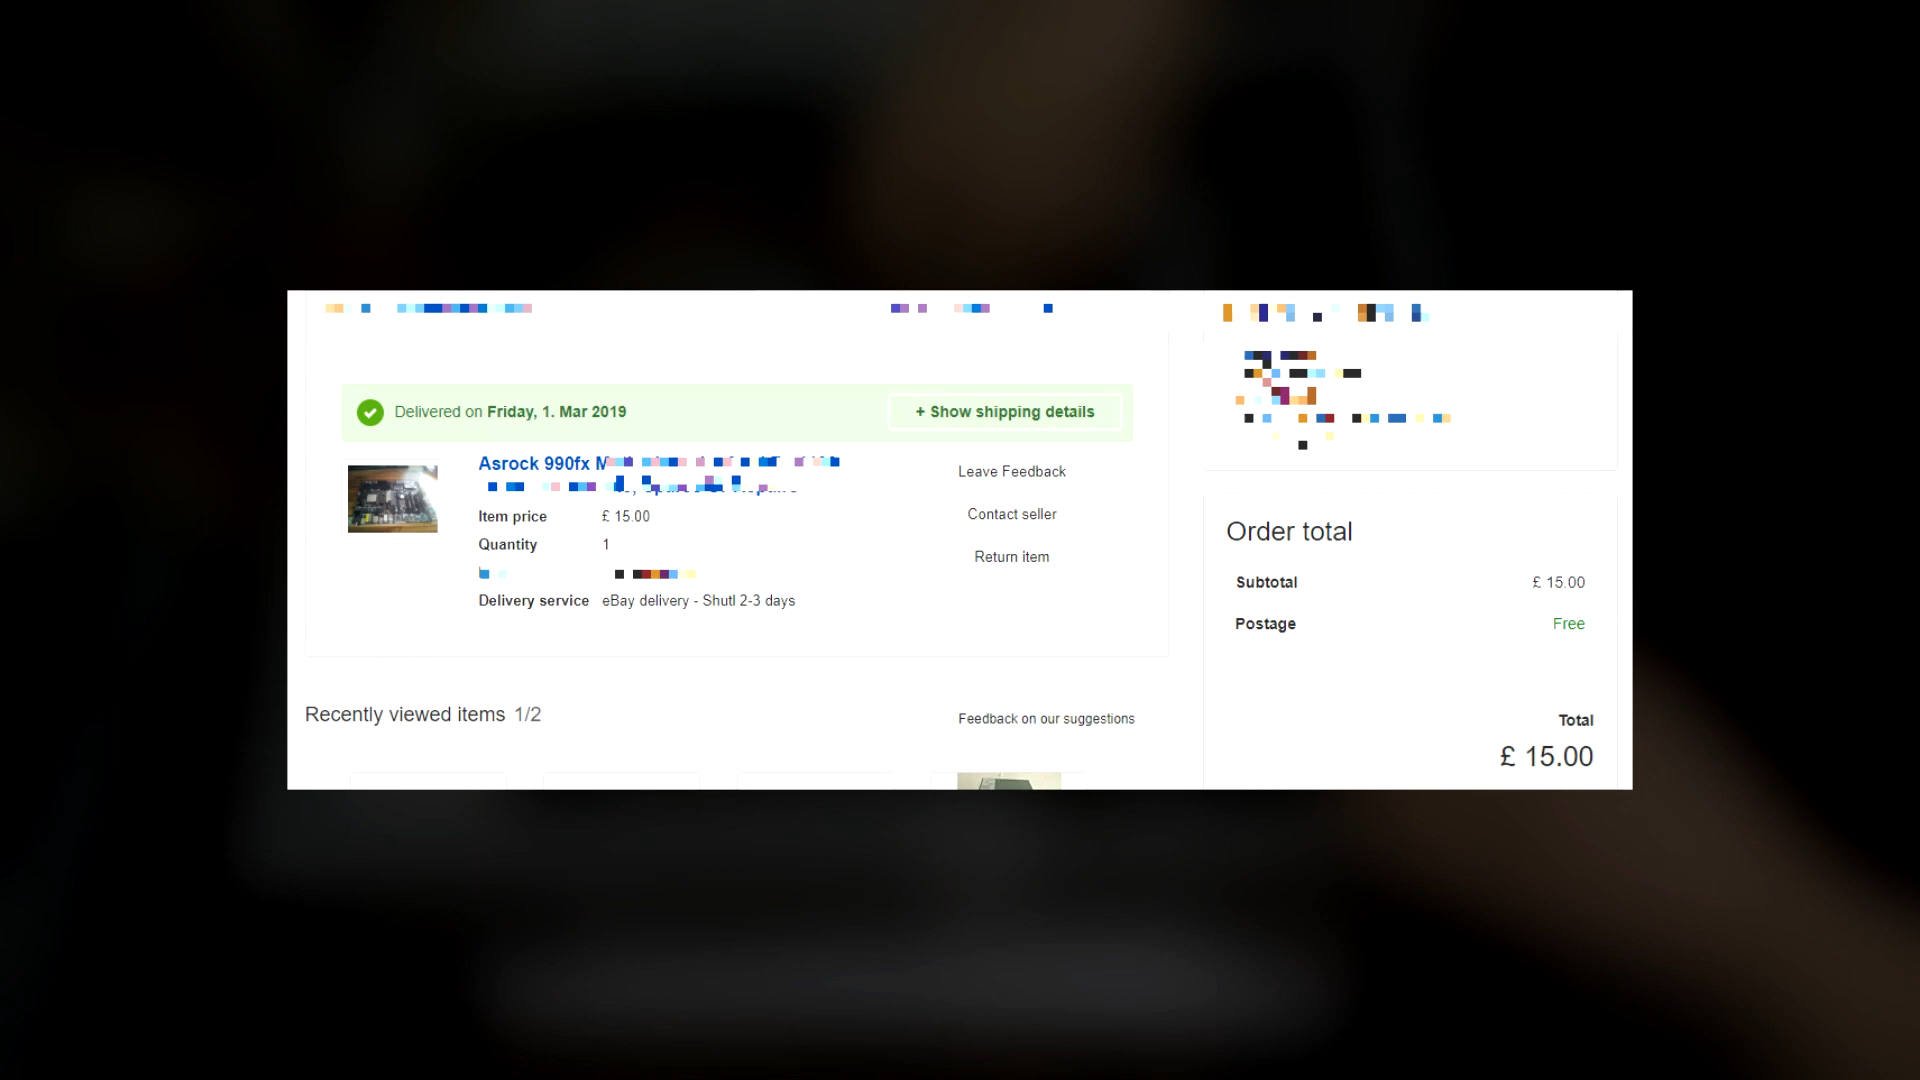 Delivered on Friday, 1. Mar 2019
+ Show shipping details
Asrock 990fx
Item price £ 15.00
Quantity 1
Delivery service eBay delivery - Shutl 2-3 days
Leave Feedback
Contact seller
Return item
Recently viewed items 1/2
Feedback on our suggestions
Order total
Subtotal £ 15.00
Postage Free
Total
£ 15.00